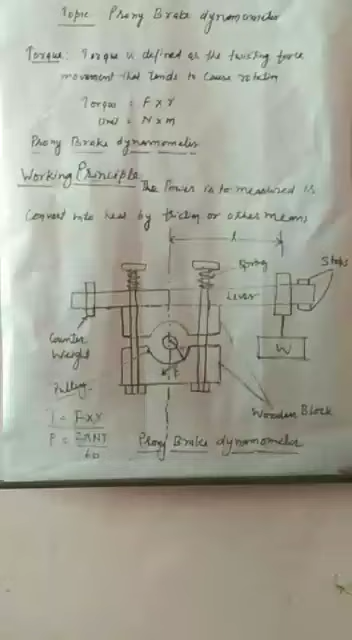 Topic Prony Brake dynamometer
Torque: Torque is defined as the twisting force
movement that tends to cause rotation
Torque = F x r
Unit = N x m
Prony Brake dynamometer
Working Principle
The Power is to measured is
Convert into heat by friction or other means
l
Spring
Stops
Lever
Counter
Weight
W
Pulley
Wooden Block
T = F x r
P = 2πNT
60
Prony Brake dynamometer